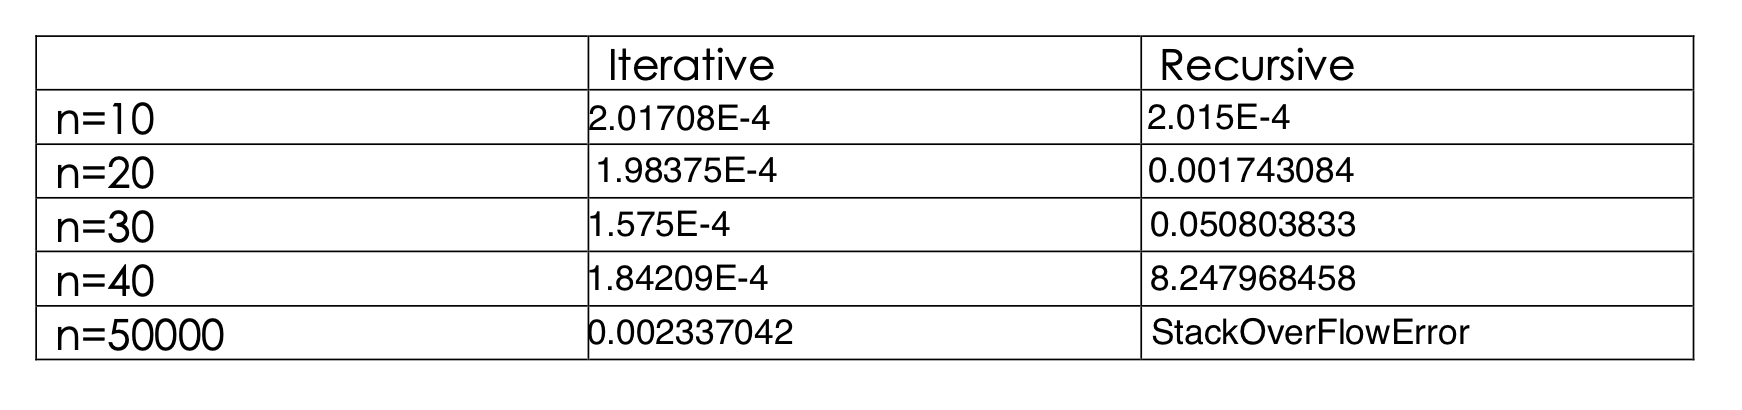 Iterative Recursive
n=10 2.01708E-4 2.015E-4
n=20 1.98375E-4 0.001743084
n=30 1.575E-4 0.050803833
n=40 1.84209E-4 8.247968458
n=50000 0.002337042 StackOverFlowError